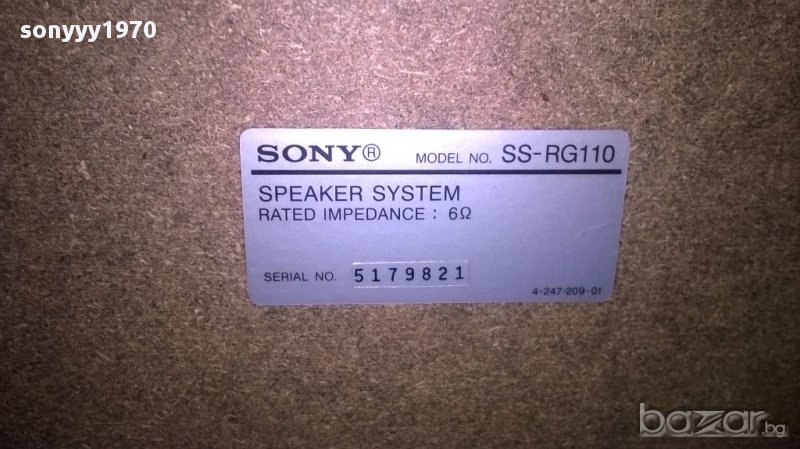 sonyyy1970
SONY® MODEL NO. SS-RG110
SPEAKER SYSTEM
RATED IMPEDANCE : 6Ω
SERIAL NO. 5179821
4-247-209-01
bazar.bg